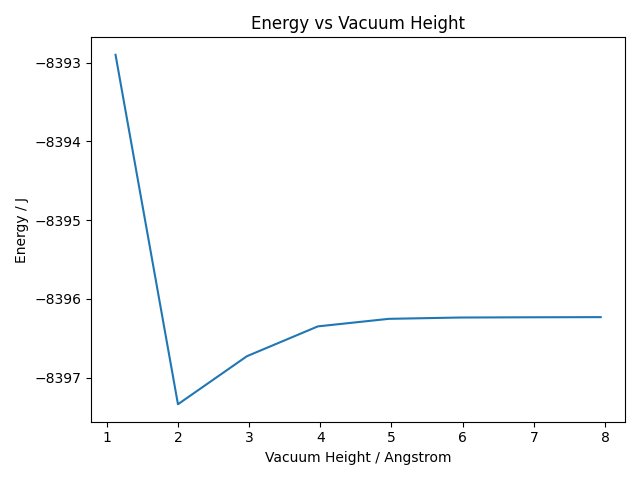 Energy vs Vacuum Height
Energy / J
−8393
−8394
−8395
−8396
−8397
1 2 3 4 5 6 7 8
Vacuum Height / Angstrom